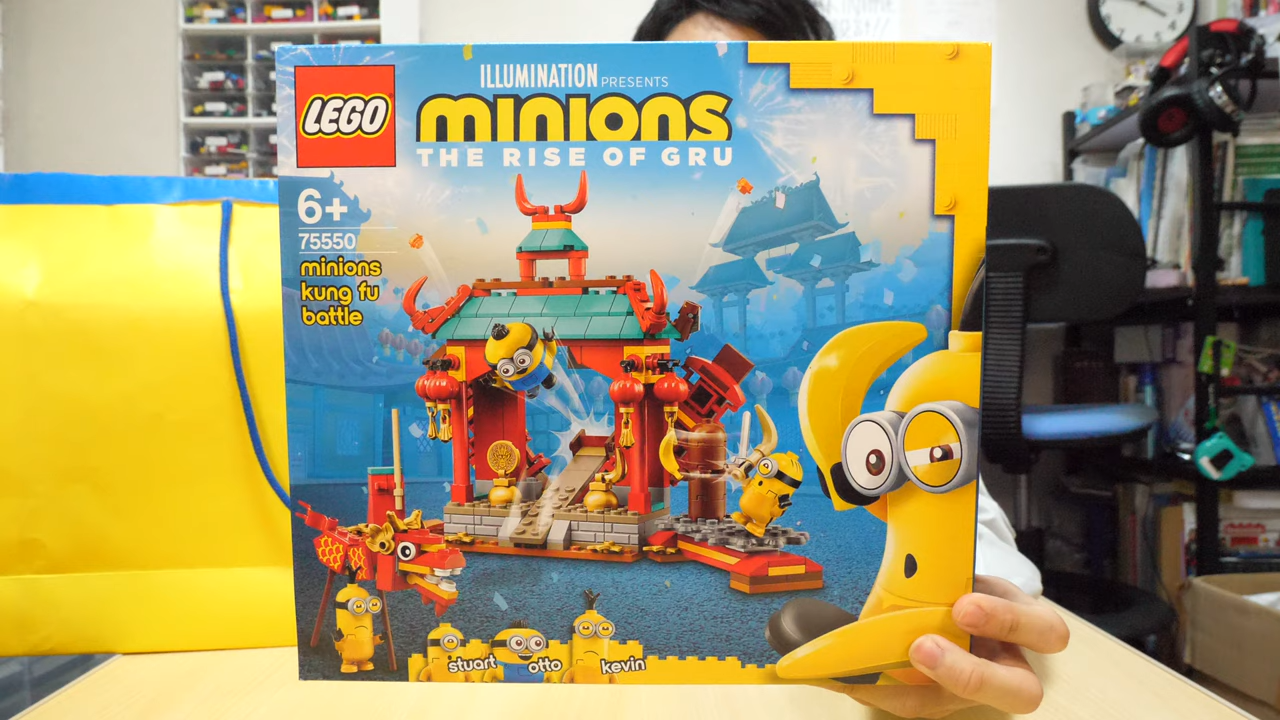 LEGO
ILLUMINATION PRESENTS
minions
THE RISE OF GRU
6+
75550
minions
kung fu
battle
stuart otto kevin